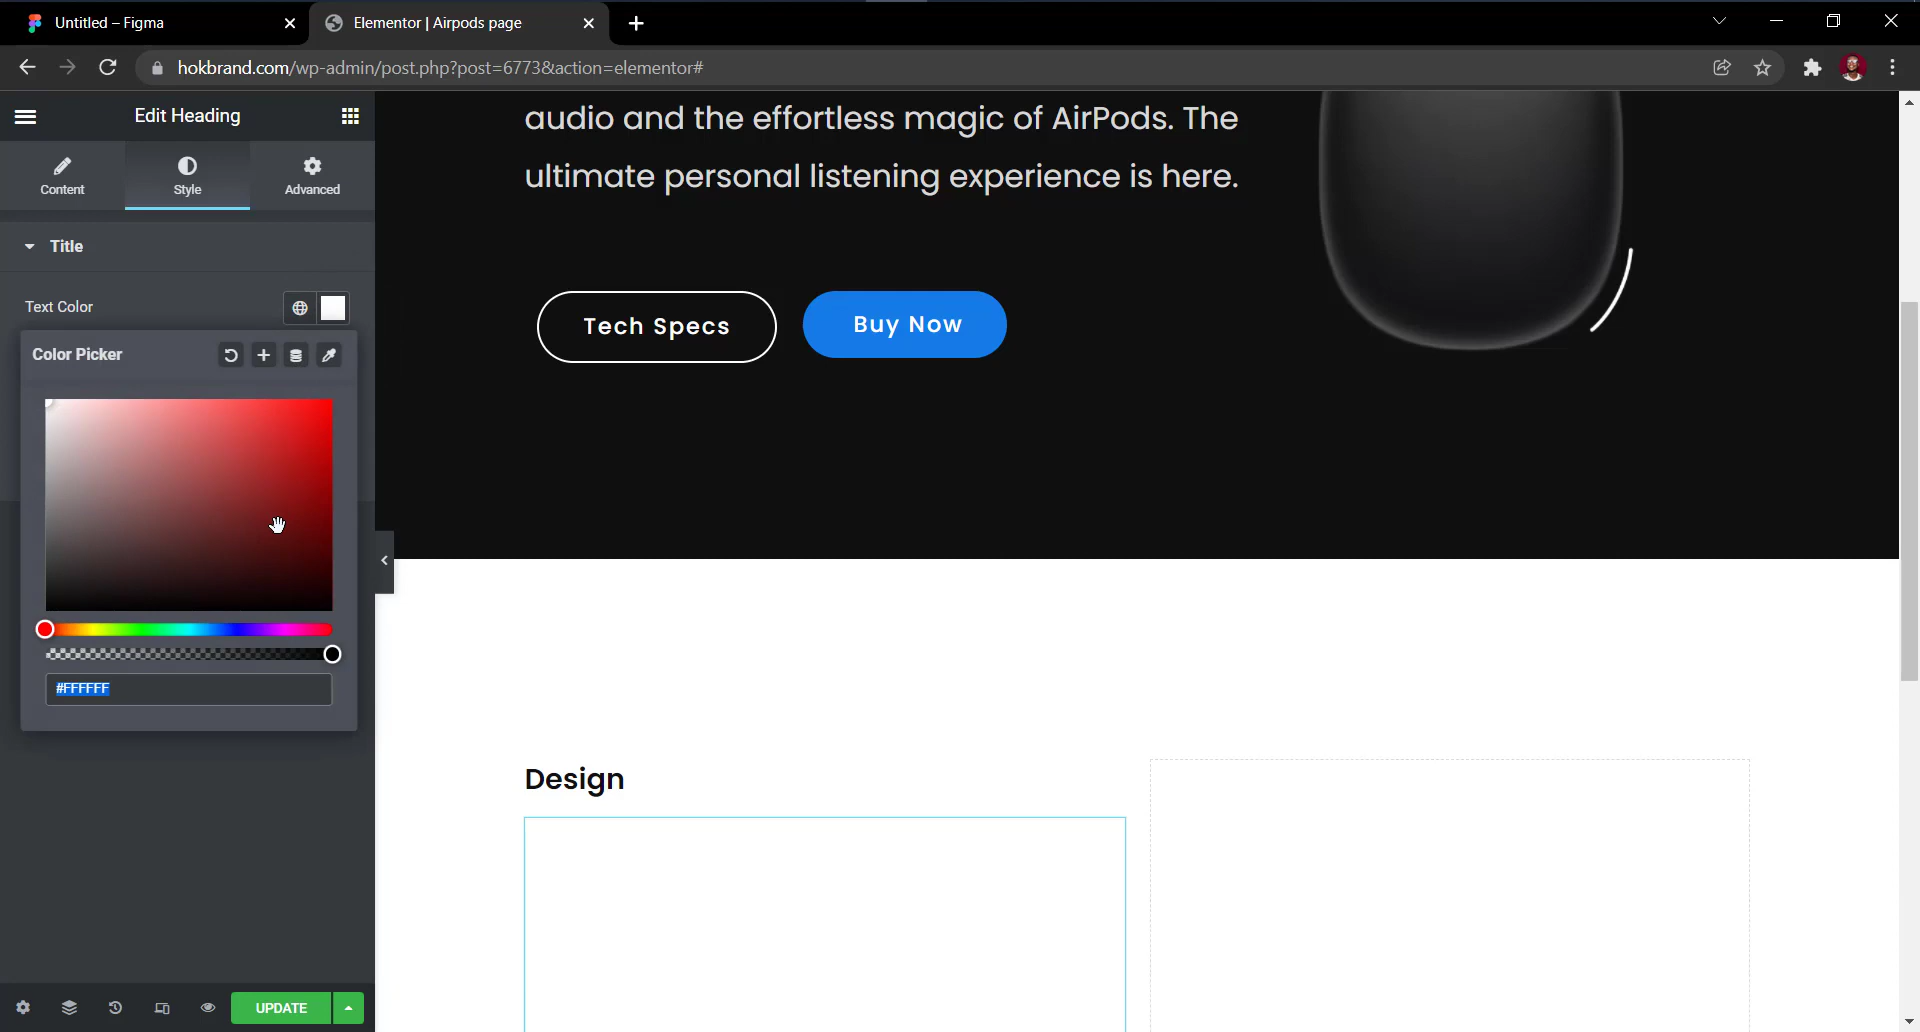 Untitled – Figma
Elementor | Airpods page
hokbrand.com/wp-admin/post.php?post=6773&action=elementor#
Edit Heading
Content
Style
Advanced
Title
Text Color
Color Picker
#FFFFFF
UPDATE
audio and the effortless magic of AirPods. The
ultimate personal listening experience is here.
Tech Specs
Buy Now
Design